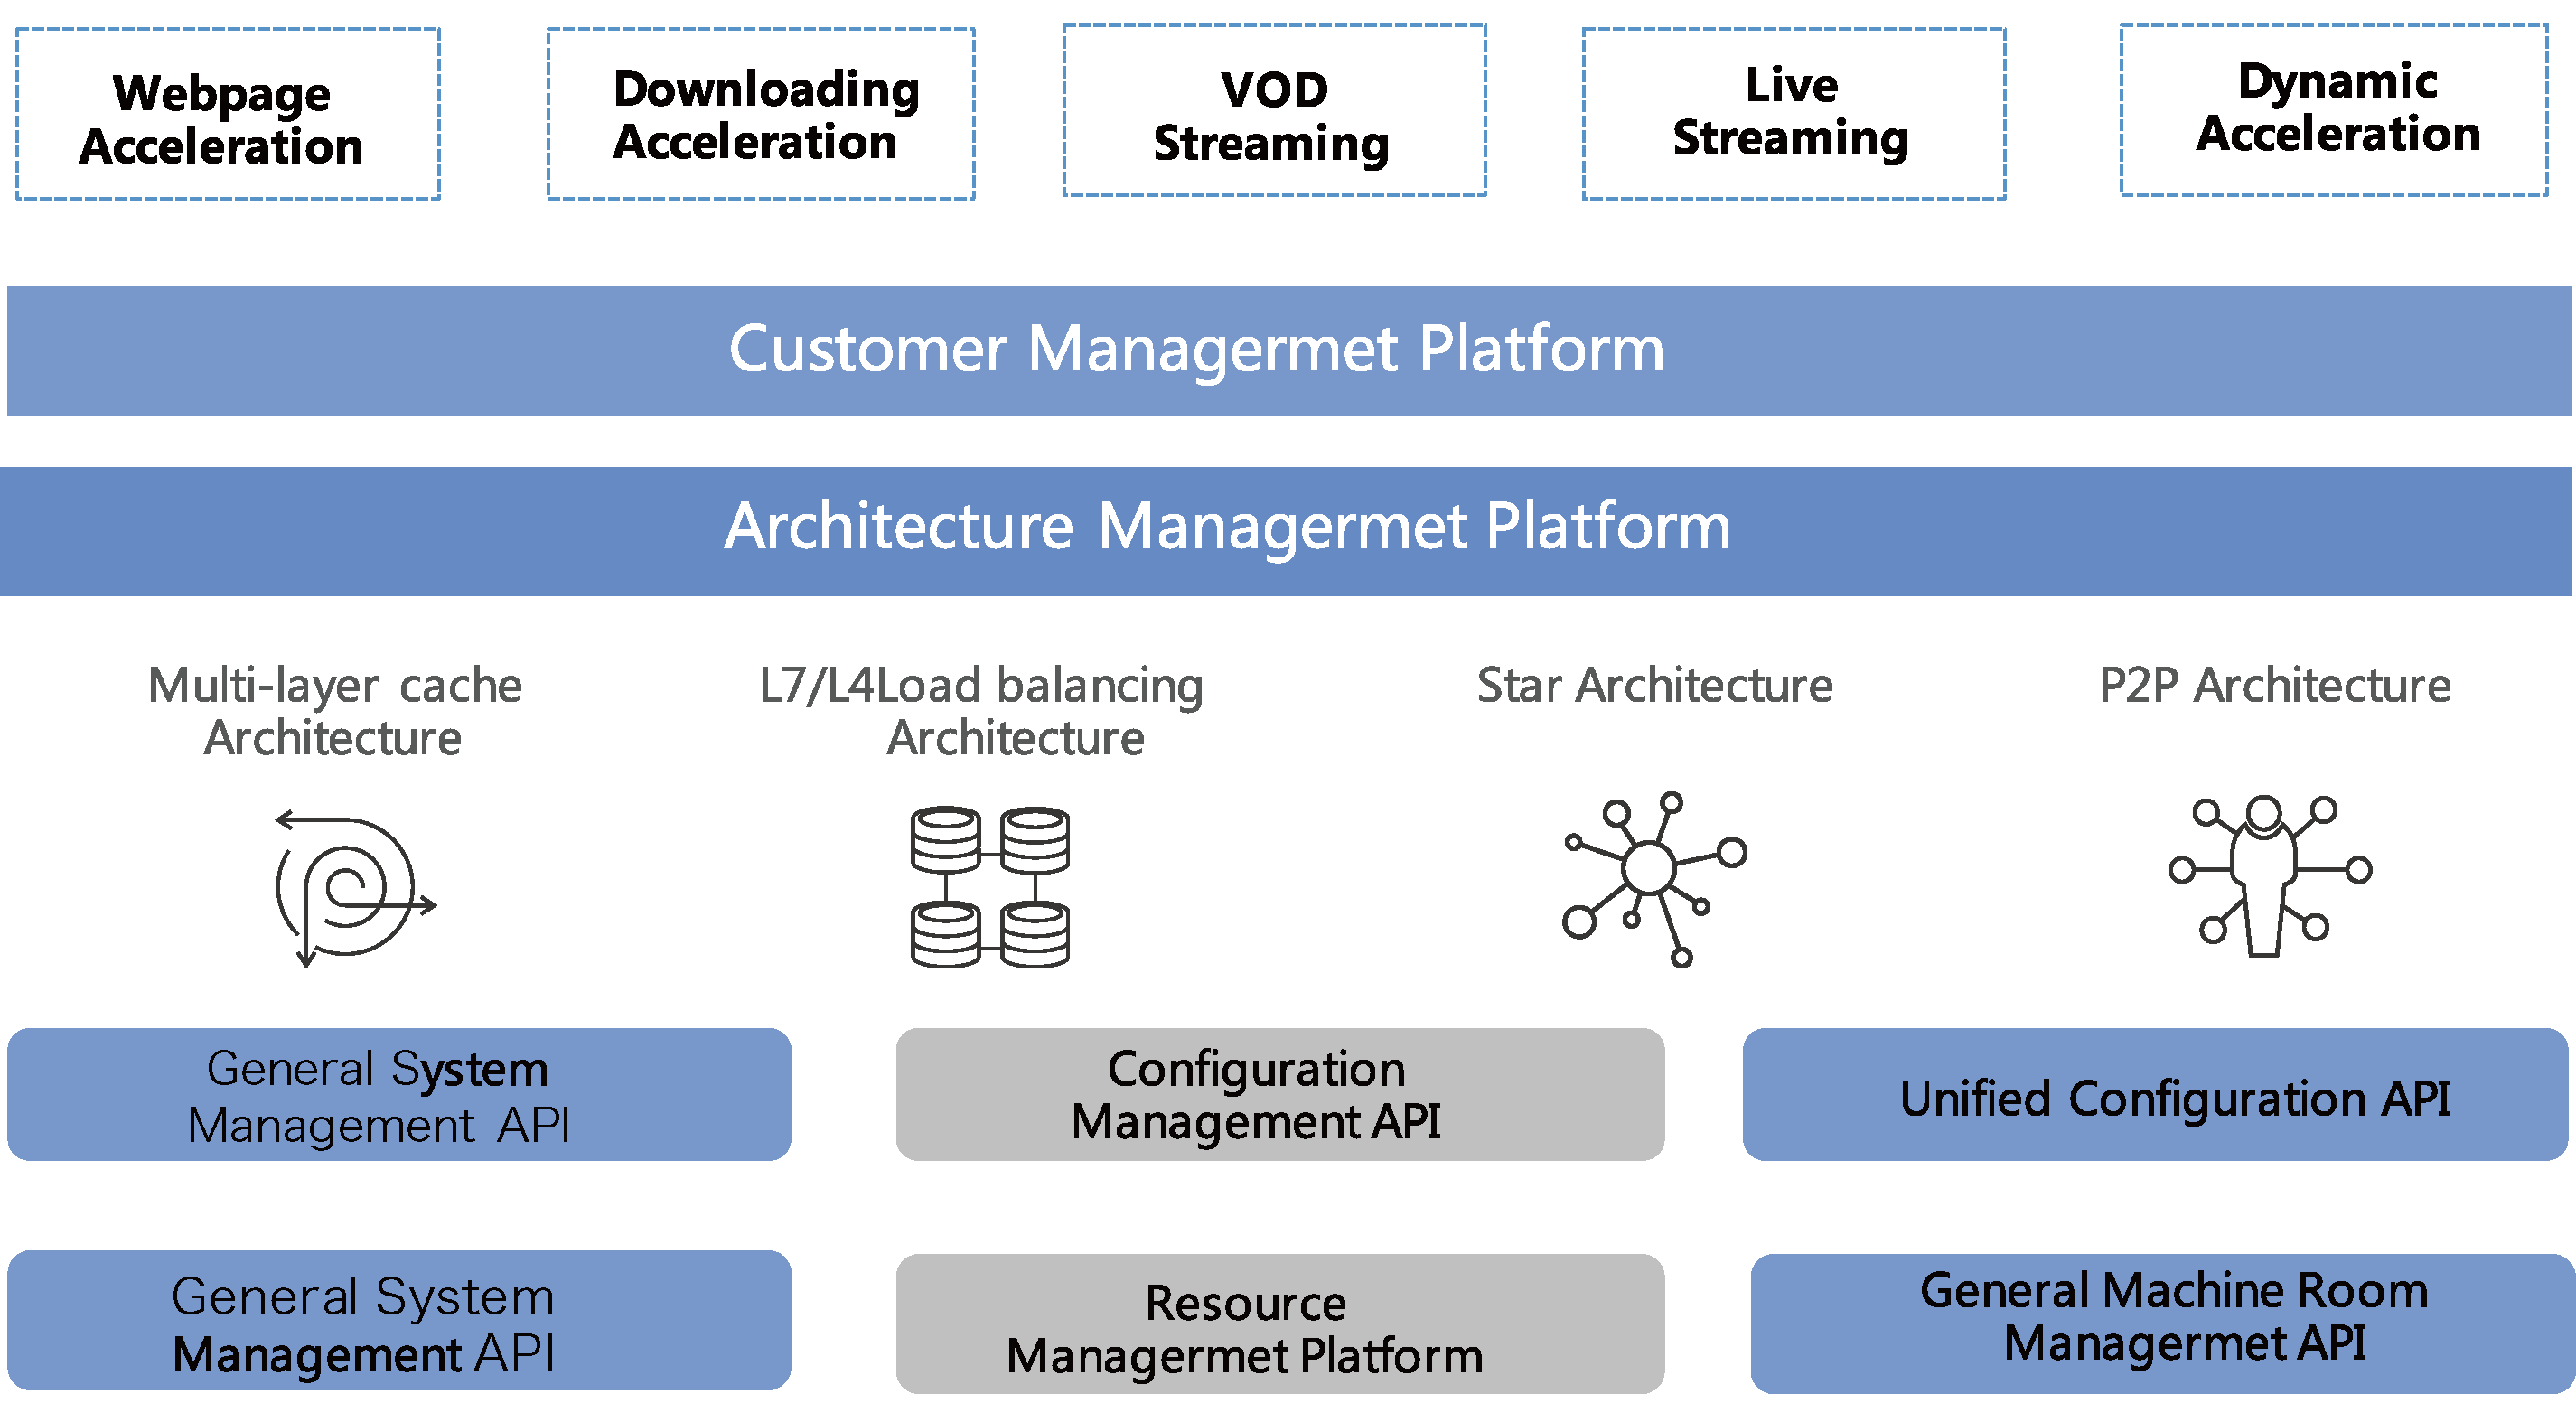 Webpage
Acceleration
Downloading
Acceleration
VOD
Streaming
Live
Streaming
Dynamic
Acceleration
Customer Managermet Platform
Architecture Managermet Platform
Multi-layer cache
Architecture
L7/L4Load balancing
Architecture
Star Architecture
P2P Architecture
General System
Management API
Configuration
Management API
Unified Configuration API
General System
Management API
Resource
Managermet Platform
General Machine Room
Managermet API